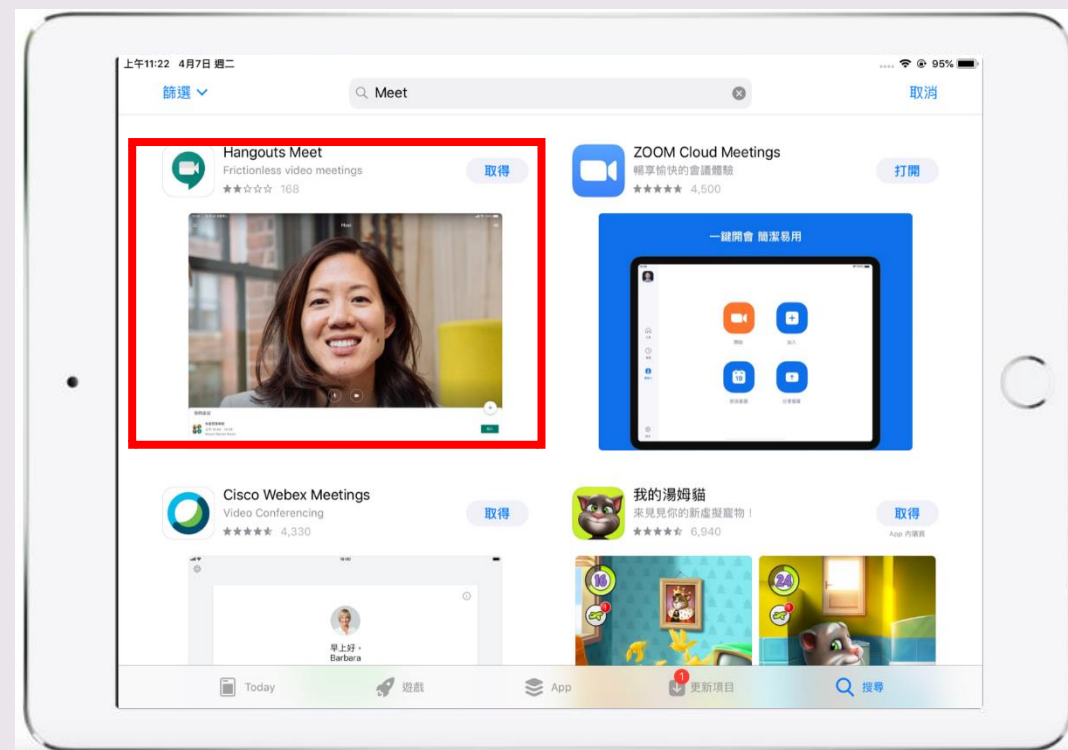 上午11:22 4月7日 週二
95%
篩選
Meet
取消
Hangouts Meet
Frictionless video meetings
168
取得
ZOOM Cloud Meetings
暢享愉快的會議體驗
4,500
打開
Meet
一鍵開會 簡潔易用
19
Cisco Webex Meetings
Video Conferencing
4,330
取得
我的湯姆貓
來見見你的新虛擬寵物！
6,940
取得
App 內購買
早上好，
Barbara
16
24
Today
遊戲
App
1
更新項目
搜尋